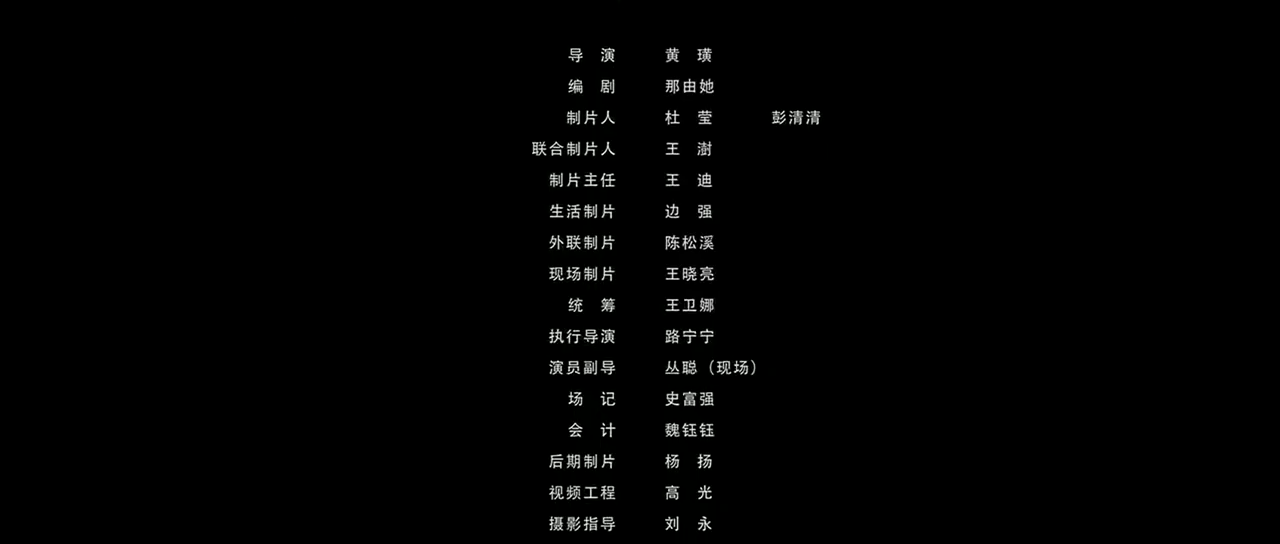 导 演 黄 璜
编 剧 那由她
制片人 杜 莹 彭清清
联合制片人 王 澍
制片主任 王 迪
生活制片 边 强
外联制片 陈松溪
现场制片 王晓亮
统 筹 王卫娜
执行导演 路宁宁
演员副导 丛聪（现场）
场 记 史富强
会 计 魏钰钰
后期制片 杨 扬
视频工程 高 光
摄影指导 刘 永